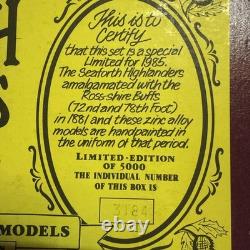 This is to
Certify
that this set is a special
Limited for 1985.
The Seaforth Highlanders
amalgamated with the
Ross-shire Buffs
(72nd and 78th foot)
in 1881 and these zinc alloy
models are handpainted in
the uniform of that period.
LIMITED-EDITION
OF 5000
THE INDIVIDUAL NUMBER
OF THIS BOX IS
3184
MODELS